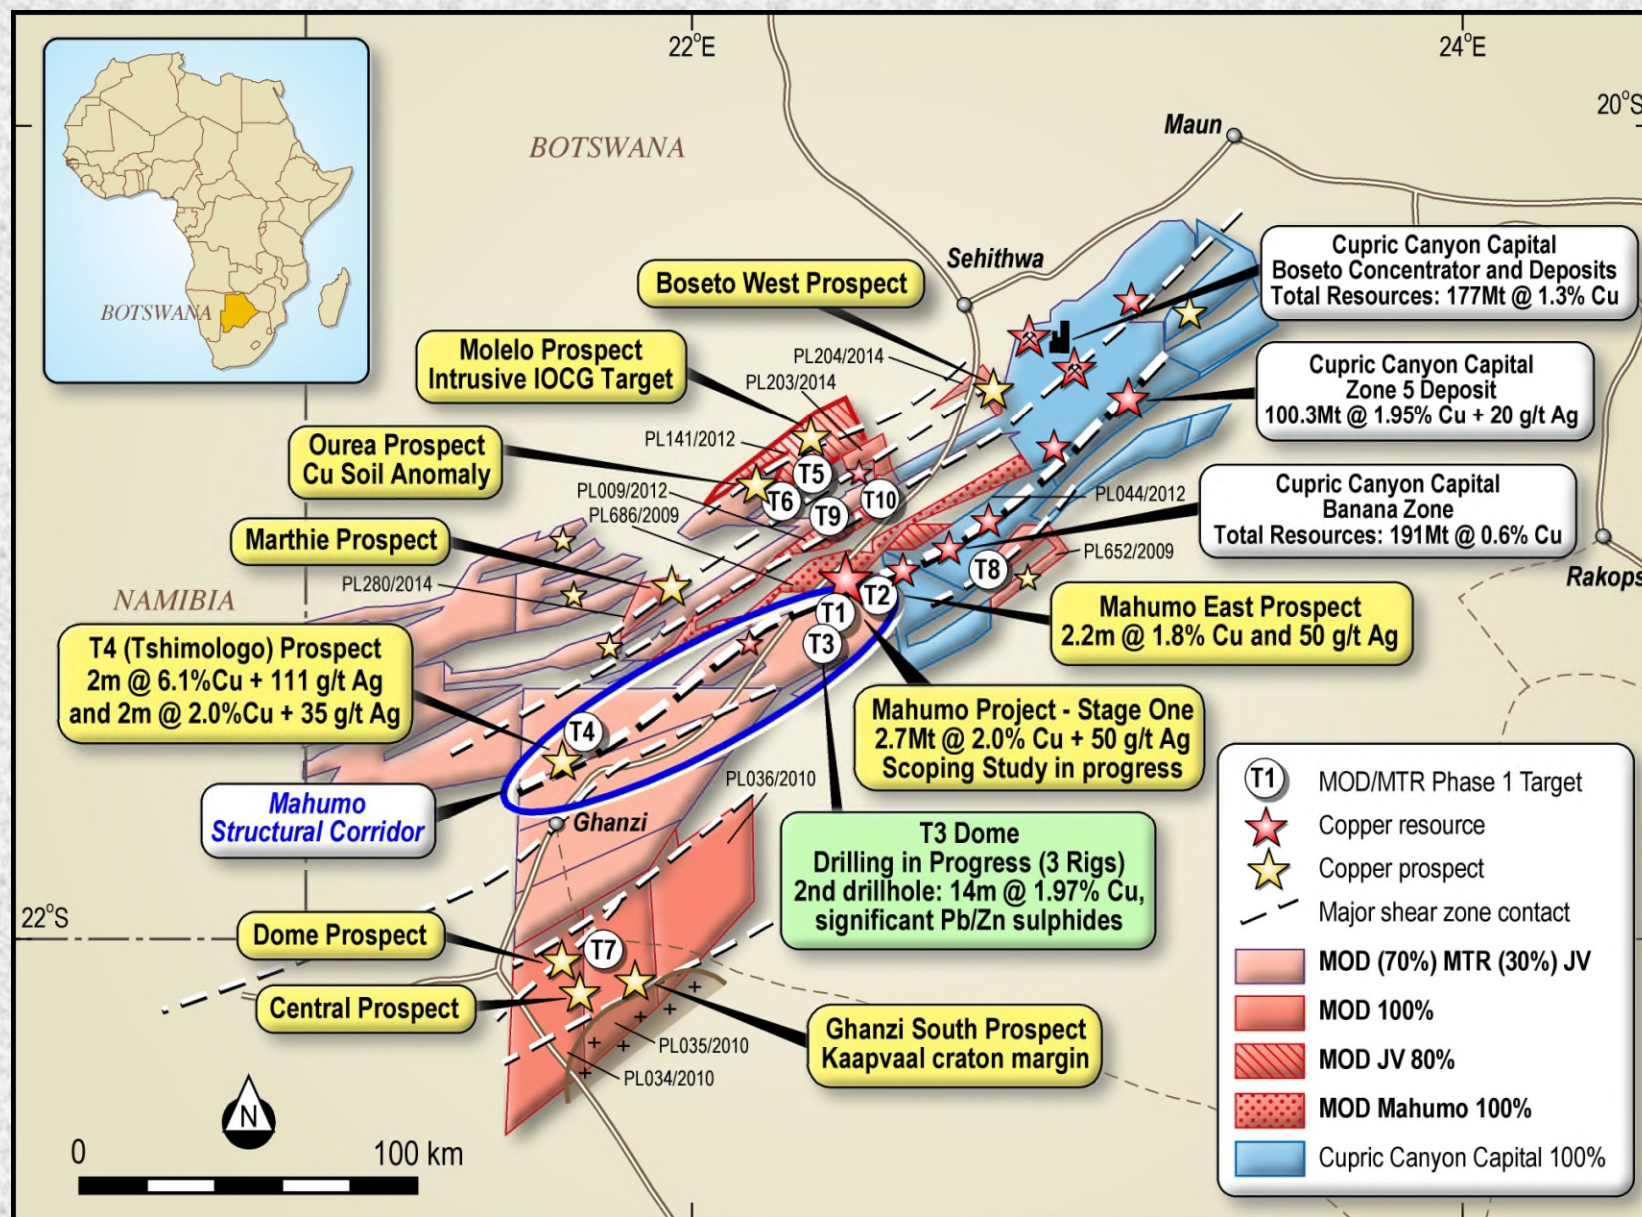 22°E
24°E
20°S
BOTSWANA
Maun
BOTSWANA
Sehithwa
Cupric Canyon Capital
Boseto Concentrator and Deposits
Total Resources: 177Mt @ 1.3% Cu
Boseto West Prospect
Molelo Prospect
Intrusive IOCG Target
PL204/2014
PL203/2014
Cupric Canyon Capital
Zone 5 Deposit
100.3Mt @ 1.95% Cu + 20 g/t Ag
Ourea Prospect
Cu Soil Anomaly
PL141/2012
T5
T6
T10
T9
PL009/2012
PL686/2009
PL044/2012
Cupric Canyon Capital
Banana Zone
Total Resources: 191Mt @ 0.6% Cu
Marthie Prospect
PL280/2014
PL652/2009
T8
Rakops
NAMIBIA
T2
T1
T3
Mahumo East Prospect
2.2m @ 1.8% Cu and 50 g/t Ag
T4 (Tshimologo) Prospect
2m @ 6.1%Cu + 111 g/t Ag
and 2m @ 2.0%Cu + 35 g/t Ag
T4
Mahumo Project - Stage One
2.7Mt @ 2.0% Cu + 50 g/t Ag
Scoping Study in progress
Mahumo
Structural Corridor
Ghanzi
PL036/2010
T3 Dome
Drilling in Progress (3 Rigs)
2nd drillhole: 14m @ 1.97% Cu,
significant Pb/Zn sulphides
22°S
Dome Prospect
T7
Central Prospect
Ghanzi South Prospect
Kaapvaal craton margin
PL035/2010
PL034/2010
N
0
100 km
T1
MOD/MTR Phase 1 Target
Copper resource
Copper prospect
Major shear zone contact
MOD (70%) MTR (30%) JV
MOD 100%
MOD JV 80%
MOD Mahumo 100%
Cupric Canyon Capital 100%